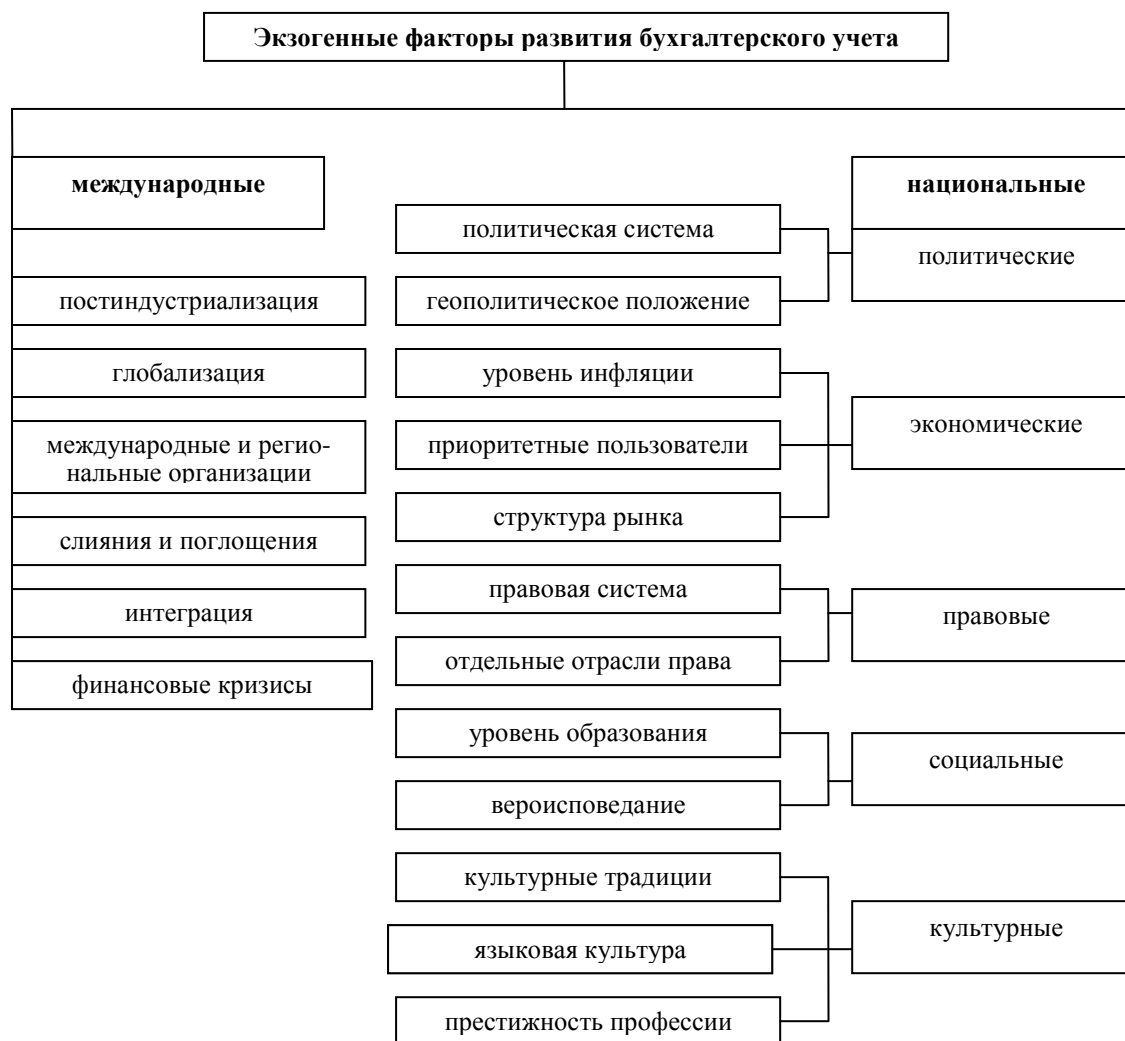 Экзогенные факторы развития бухгалтерского учета
международные
национальные
политическая система
политические
геополитическое положение
постиндустриализация
глобализация
уровень инфляции
экономические
международные и регио-
нальные организации
приоритетные пользователи
слияния и поглощения
структура рынка
интеграция
правовая система
правовые
финансовые кризисы
отдельные отрасли права
уровень образования
социальные
вероисповедание
культурные традиции
культурные
языковая культура
престижность профессии